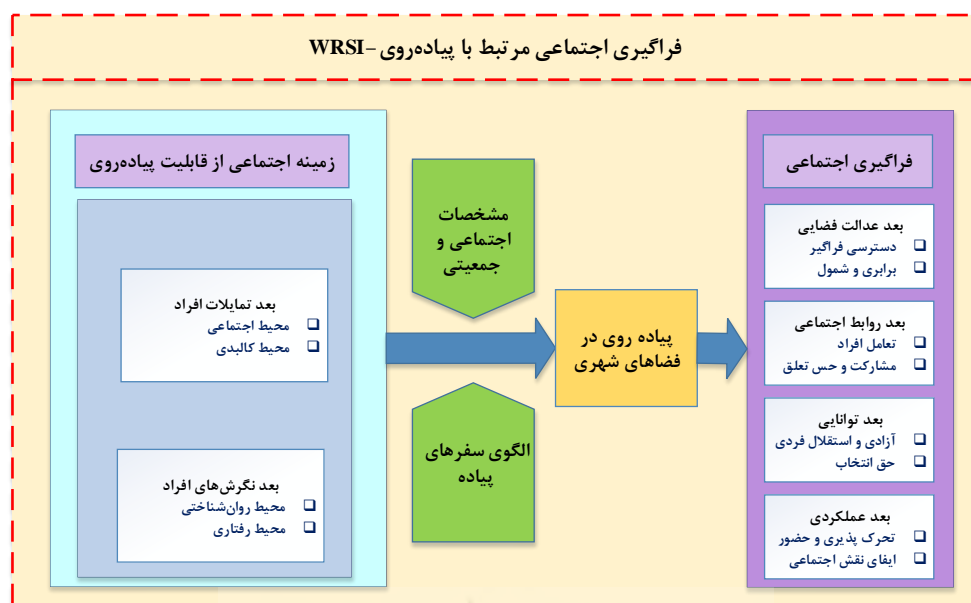 فراگیری اجتماعی مرتبط با پیاده‌روی –WRSI
فراگیری اجتماعی
بعد عدالت فضایی
❑ دسترسی فراگیر
❑ برابری و شمول
بعد روابط اجتماعی
❑ تعامل افراد
❑ مشارکت و حس تعلق
بعد توانایی
❑ آزادی و استقلال فردی
❑ حق انتخاب
بعد عملکردی
❑ تحرک پذیری و حضور
❑ ایفای نقش اجتماعی
پیاده روی در
فضاهای شهری
مشخصات
اجتماعی و
جمعیتی
الگوی سفرهای
پیاده
زمینه اجتماعی از قابلیت پیاده‌روی
بعد تمایلات افراد
❑ محیط اجتماعی
❑ محیط کالبدی
بعد نگرش‌های افراد
❑ محیط روان‌شناختی
❑ محیط رفتاری